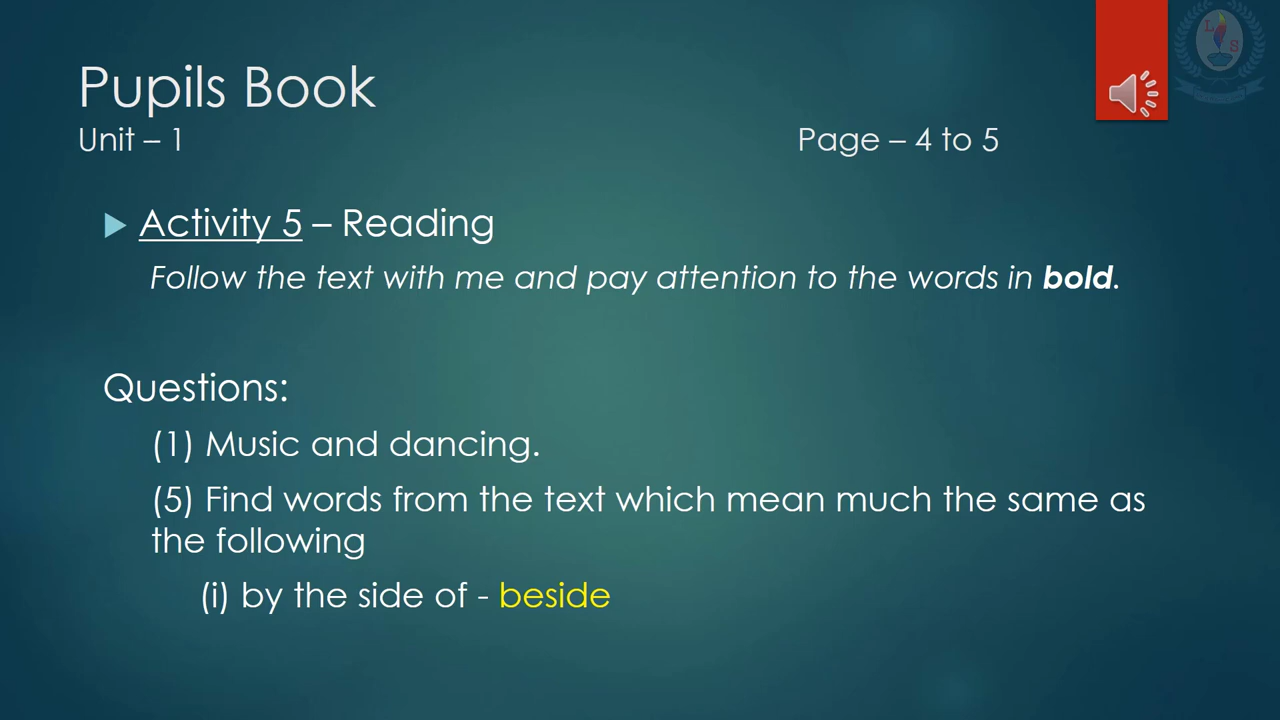 Pupils Book
Unit – 1
Page – 4 to 5
Activity 5 – Reading
Follow the text with me and pay attention to the words in bold.
Questions:
(1) Music and dancing.
(5) Find words from the text which mean much the same as
the following
(i) by the side of - beside
L S